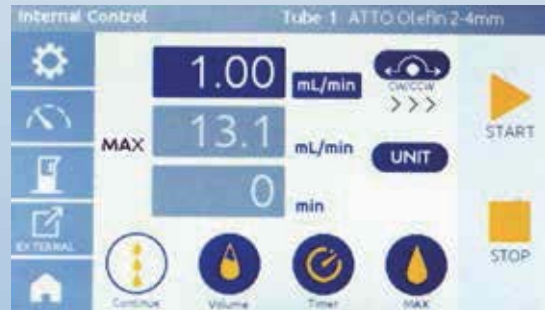 Internal Control
Tube 1 ATTO Olefin 2-4mm
1.00 mL/min
CW/CCW
>>>
START
MAX 13.1 mL/min
UNIT
0 min
EXTERNAL
STOP
Continue
Volume
Timer
MAX